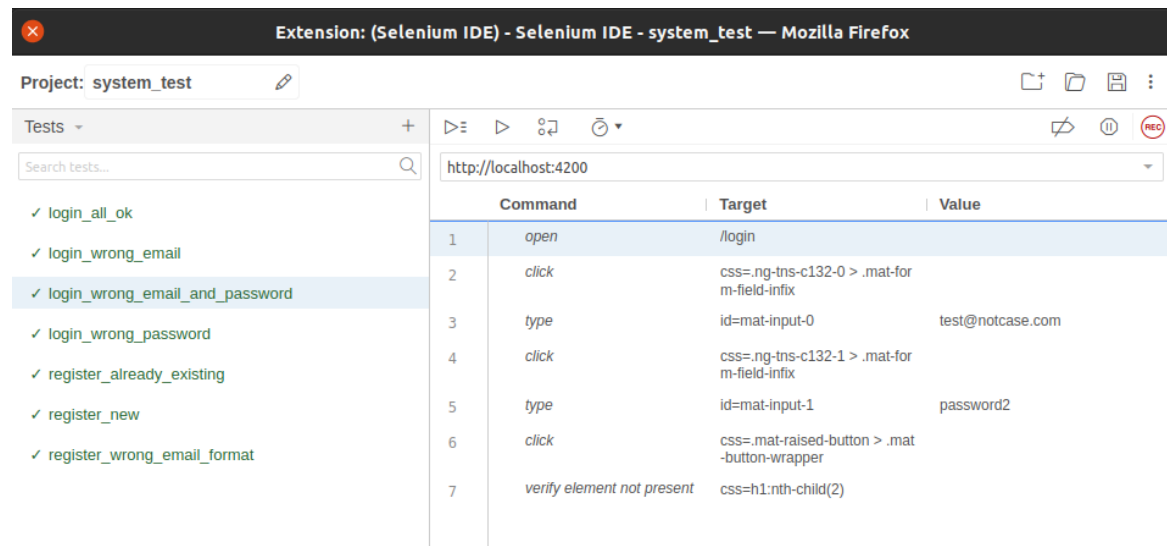 Extension: (Selenium IDE) - Selenium IDE - system_test — Mozilla Firefox
Project: system_test
Tests
Search tests...
✓ login_all_ok
✓ login_wrong_email
✓ login_wrong_email_and_password
✓ login_wrong_password
✓ register_already_existing
✓ register_new
✓ register_wrong_email_format
REC
http://localhost:4200
Command Target Value
1 open /login
2 click css=.ng-tns-c132-0 > .mat-for
m-field-infix
3 type id=mat-input-0 test@notcase.com
4 click css=.ng-tns-c132-1 > .mat-for
m-field-infix
5 type id=mat-input-1 password2
6 click css=.mat-raised-button > .mat
-button-wrapper
7 verify element not present css=h1:nth-child(2)